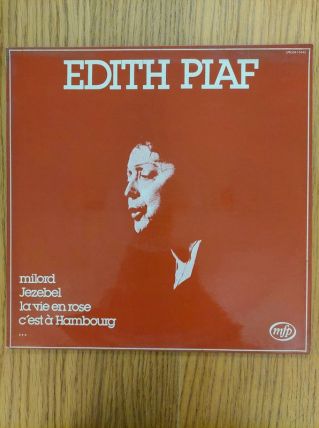 EDITH PIAF
milord
Jezebel
la vie en rose
c'est à Hambourg
...
mfp